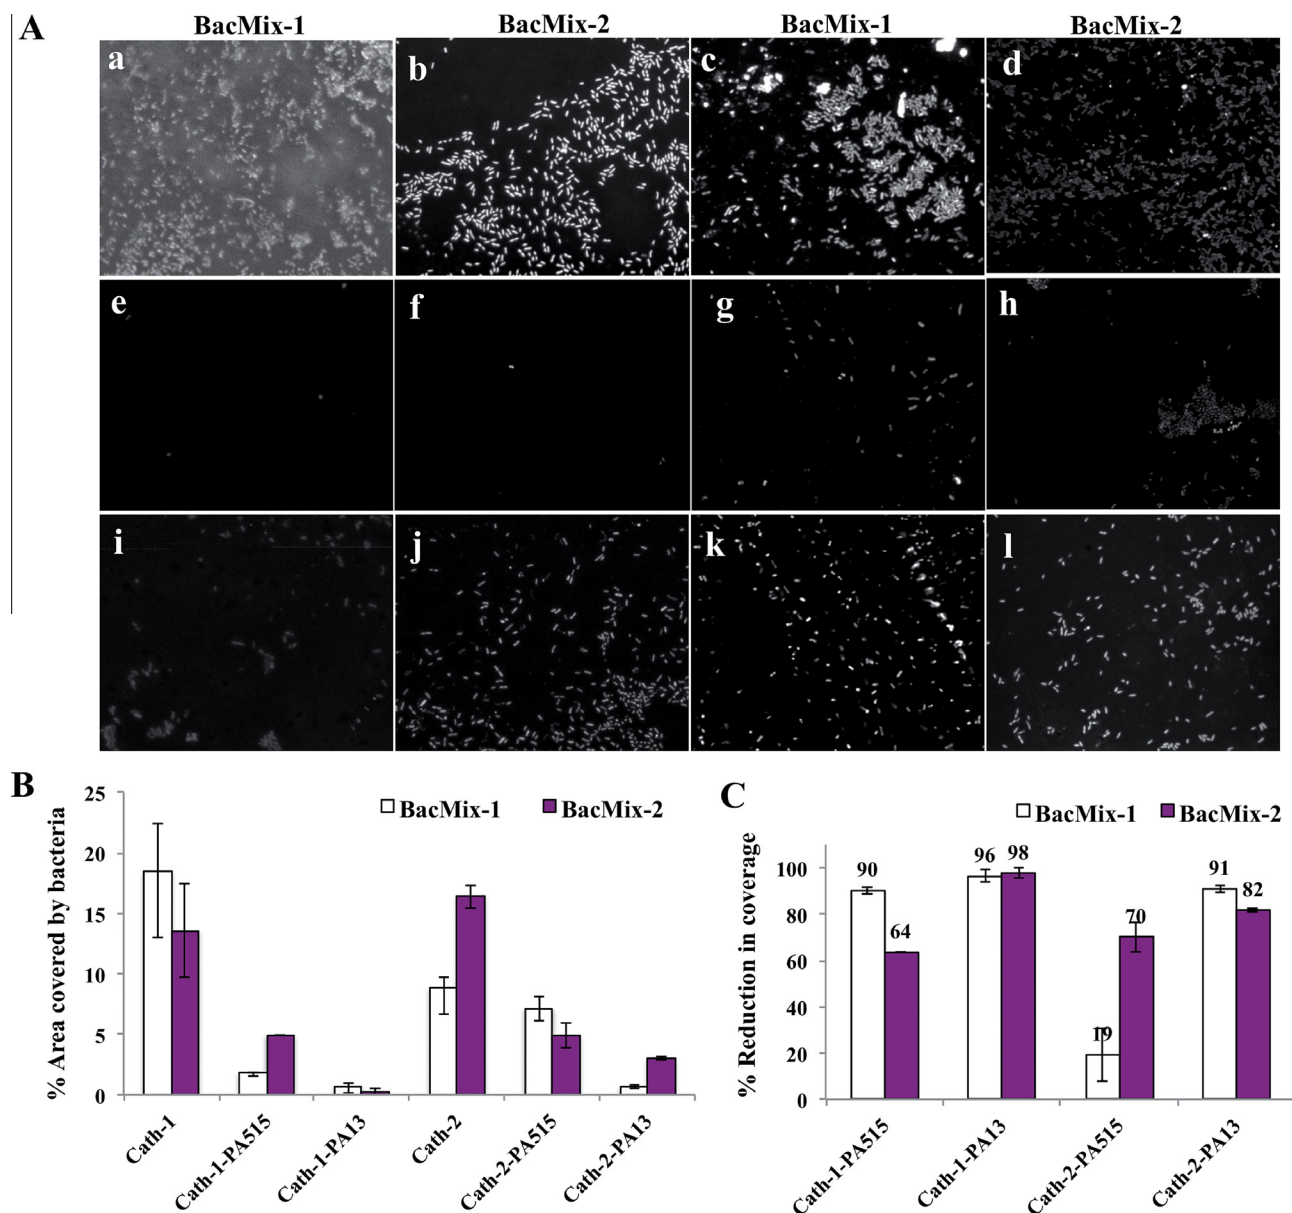 A
BacMix-1 BacMix-2 BacMix-1 BacMix-2
a b c d
e f g h
i j k l
B
% Area covered by bacteria
25
20
15
10
5
0
BacMix-1 BacMix-2
Cath-1 Cath-1-PA515 Cath-1-PA13 Cath-2 Cath-2-PA515 Cath-2-PA13
C
% Reduction in coverage
BacMix-1 BacMix-2
100
80
60
40
20
0
90 64 96 98 19 70 91 82
Cath-1-PA515 Cath-1-PA13 Cath-2-PA515 Cath-2-PA13